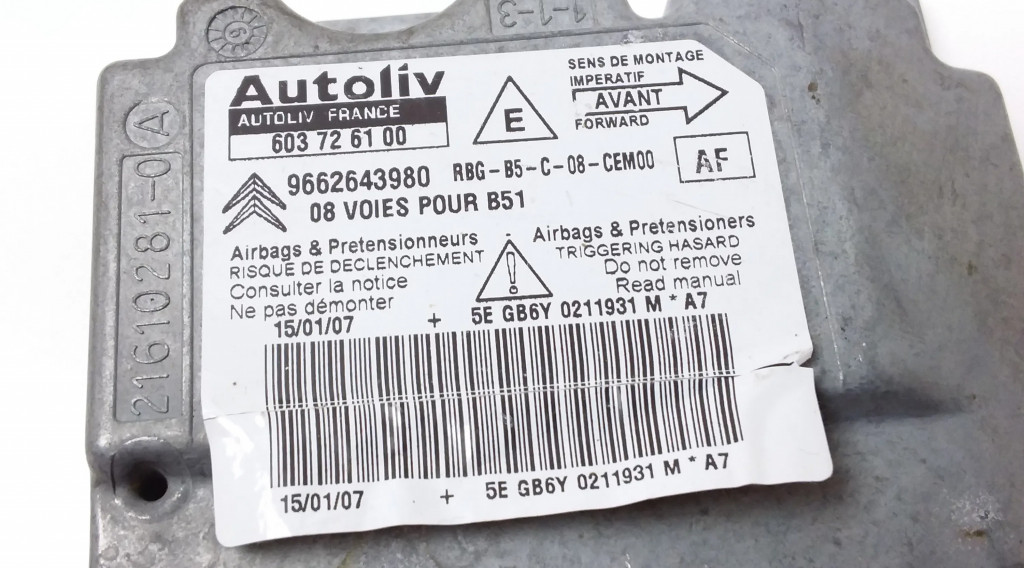 1-1-3
9
A
21610281-0
Autoliv
AUTOLIV FRANCE
603 72 61 00
E
SENS DE MONTAGE
IMPERATIF
AVANT
FORWARD
9662643980 RBG-B5-C-08-CEM00
AF
08 VOIES POUR B51
Airbags & Pretensionneurs
RISQUE DE DECLENCHEMENT
Consulter la notice
Ne pas démonter
!
Airbags & Pretensioners
TRIGGERING HASARD
Do not remove
Read manual
15/01/07 + 5E GB6Y 0211931 M * A7
15/01/07 + 5E GB6Y 0211931 M * A7